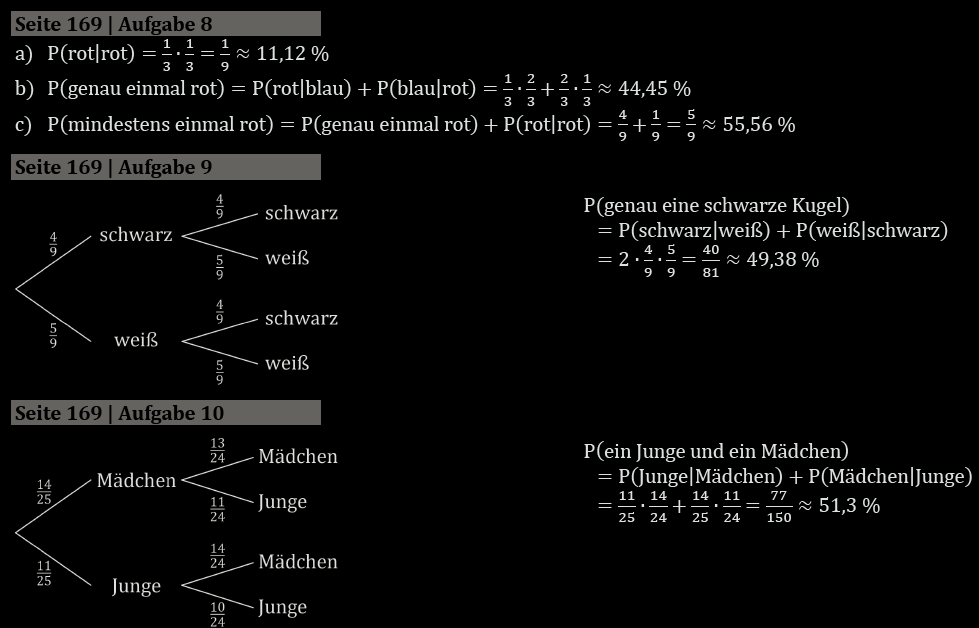 Seite 169 | Aufgabe 8
a) P(rot|rot) = 1/3 · 1/3 = 1/9 ≈ 11,12 %
b) P(genau einmal rot) = P(rot|blau) + P(blau|rot) = 1/3 · 2/3 + 2/3 · 1/3 ≈ 44,45 %
c) P(mindestens einmal rot) = P(genau einmal rot) + P(rot|rot) = 4/9 + 1/9 = 5/9 ≈ 55,56 %
Seite 169 | Aufgabe 9
4/9
schwarz
4/9
schwarz
5/9
weiß
5/9
weiß
4/9
schwarz
5/9
weiß
P(genau eine schwarze Kugel)
= P(schwarz|weiß) + P(weiß|schwarz)
= 2 · 4/9 · 5/9 = 40/81 ≈ 49,38 %
Seite 169 | Aufgabe 10
14/25
Mädchen
13/24
Mädchen
11/24
Junge
11/25
Junge
14/24
Mädchen
10/24
Junge
P(ein Junge und ein Mädchen)
= P(Junge|Mädchen) + P(Mädchen|Junge)
= 11/25 · 14/24 + 14/25 · 11/24 = 77/150 ≈ 51,3 %